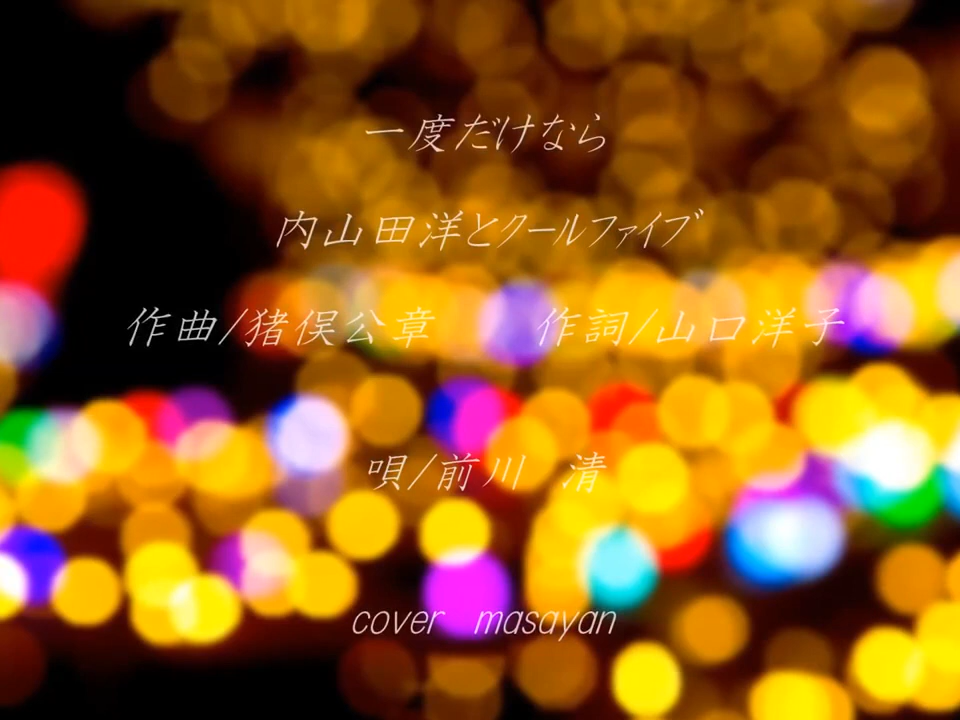 一度だけなら
内山田洋とクールファイブ
作曲/猪俣公章　　作詞/山口洋子
唄/前川　清
cover　masayan